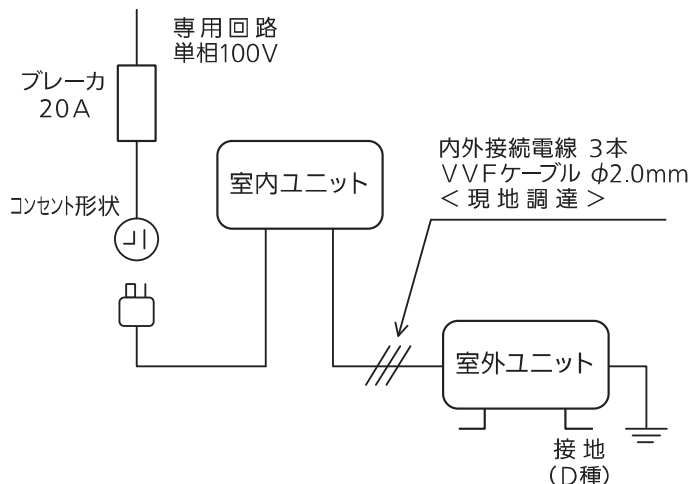 専用回路
単相100V
ブレーカ
20A
コンセント形状
室内ユニット
内外接続電線 3本
VVFケーブル φ2.0mm
＜現地調達＞
室外ユニット
接地
(D種)